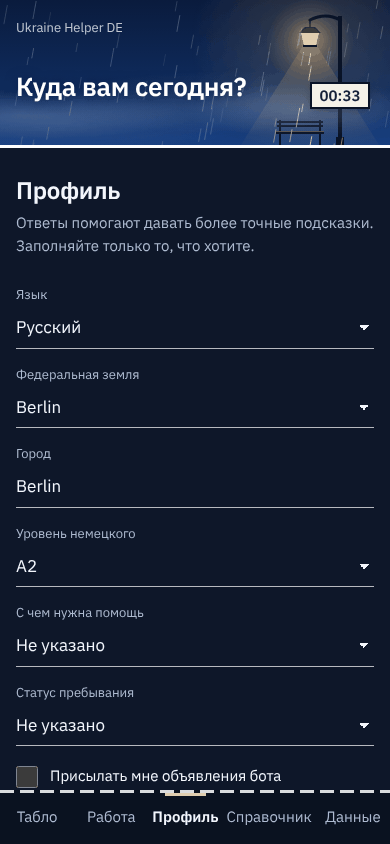 Ukraine Helper DE
Куда вам сегодня?
00:33
Профиль
Ответы помогают давать более точные подсказки.
Заполняйте только то, что хотите.
Язык
Русский
Федеральная земля
Berlin
Город
Berlin
Уровень немецкого
A2
С чем нужна помощь
Не указано
Статус пребывания
Не указано
Присылать мне объявления бота
Табло Работа Профиль Справочник Данные